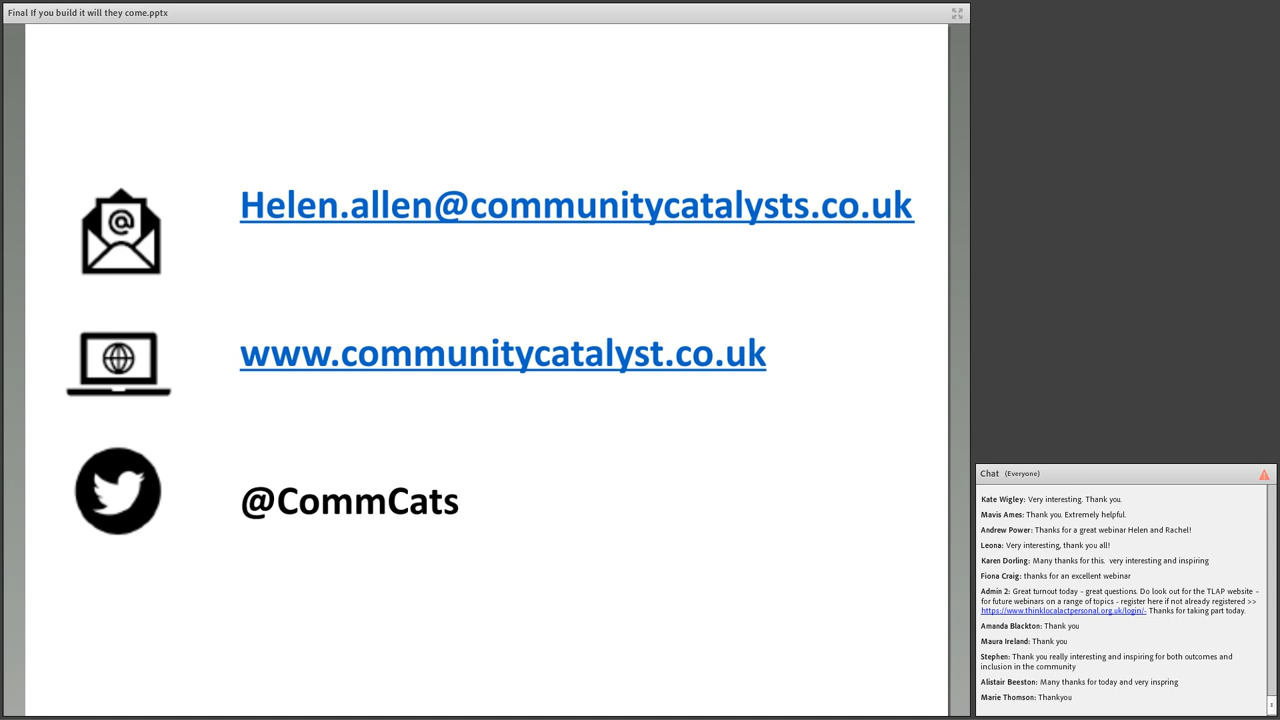 Final If you build it will they come.pptx
Helen.allen@communitycatalysts.co.uk
www.communitycatalyst.co.uk
@CommCats
Chat (Everyone)
Kate Wigley: Very interesting. Thank you.
Mavis Ames: Thank you. Extremely helpful.
Andrew Power: Thanks for a great webinar Helen and Rachel!
Leona: Very interesting, thank you all!
Karen Dorling: Many thanks for this. very interesting and inspiring
Fiona Craig: thanks for an excellent webinar
Admin 2: Great turnout today - great questions. Do look out for the TLAP website -
for future webinars on a range of topics - register here if not already registered >>
https://www.thinklocalactpersonal.org.uk/login/- Thanks for taking part today.
Amanda Blackton: Thank you
Maura Ireland: Thank you
Stephen: Thank you really interesting and inspiring for both outcomes and
inclusion in the community
Alistair Beeston: Many thanks for today and very inspring
Marie Thomson: Thankyou